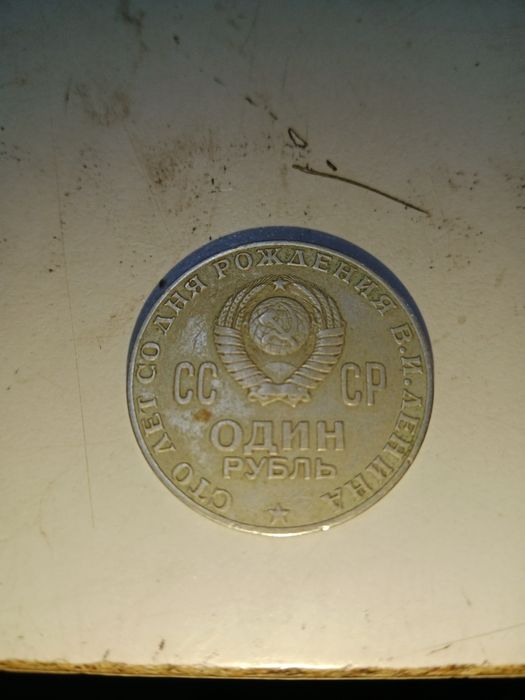 СТО ЛЕТ СО ДНЯ РОЖДЕНИЯ В.И.ЛЕНИНА
СС СР
ОДИН
РУБЛЬ